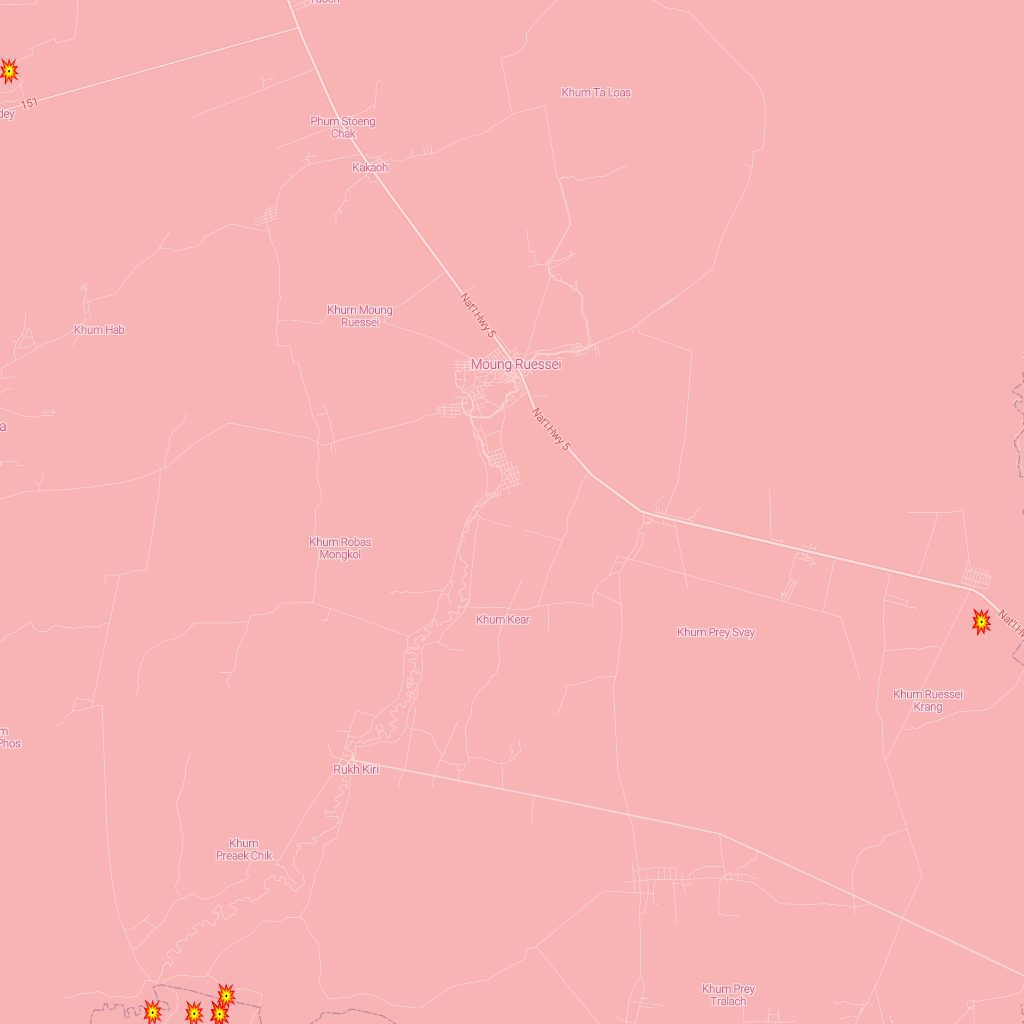 151
Khum Ta Loas
Phum Stoeng
Chak
Kakaoh
Nat'l Hwy 5
Khum Moung
Ruessei
Khum Hab
Moung Ruessei
Nat'l Hwy 5
Khum Robas
Mongkol
Khum Kear
Khum Prey Svay
Khum Ruessei
Krang
Phos
Rukh Kiri
Khum
Preaek Chik
Khum Prey
Tralach